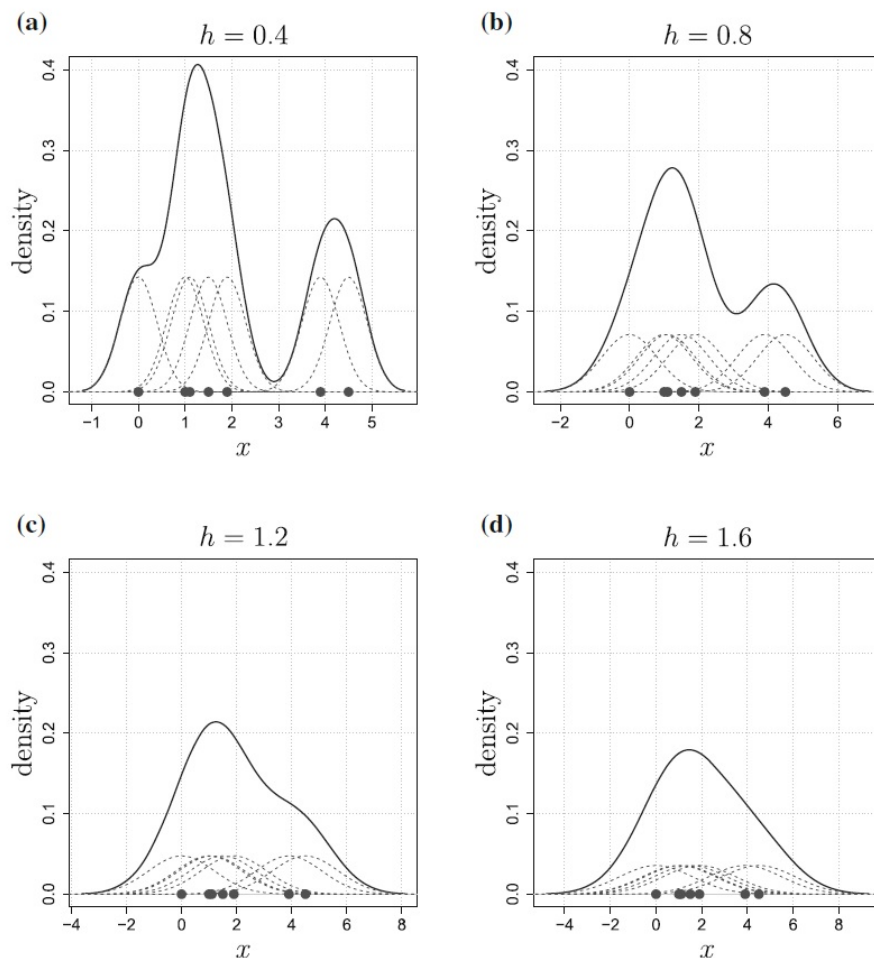 (a)
h = 0.4
density
0.4
0.3
0.2
0.1
0.0
−1 0 1 2 3 4 5
x
(b)
h = 0.8
density
0.4
0.3
0.2
0.1
0.0
−2 0 2 4 6
x
(c)
h = 1.2
density
0.4
0.3
0.2
0.1
0.0
−4 −2 0 2 4 6 8
x
(d)
h = 1.6
density
0.4
0.3
0.2
0.1
0.0
−4 −2 0 2 4 6 8
x